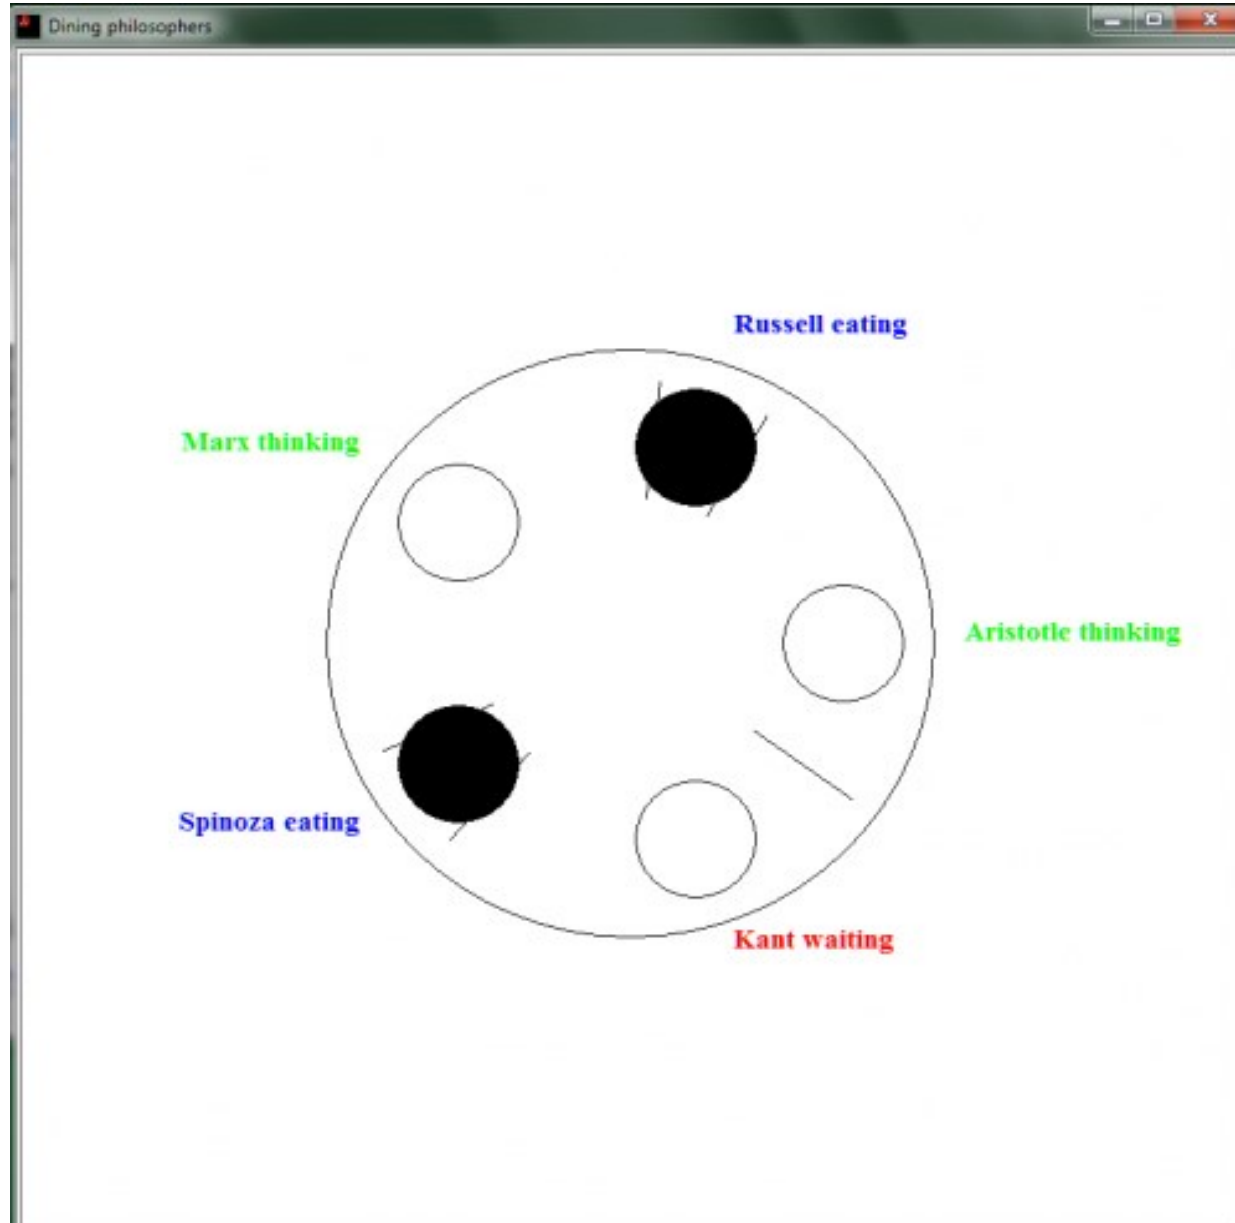 Dining philosophers
Russell eating
Marx thinking
Aristotle thinking
Spinoza eating
Kant waiting